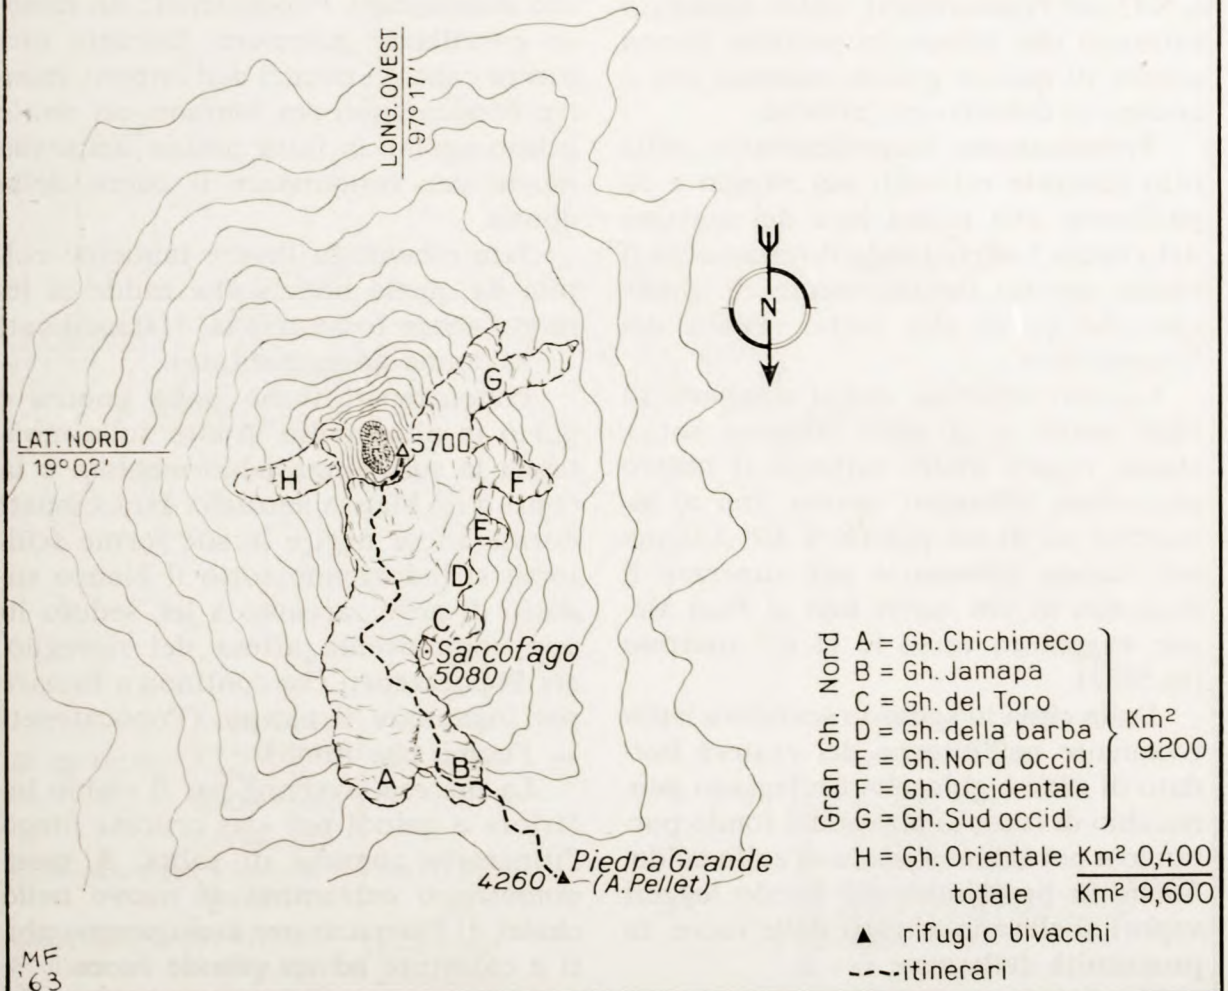 LONG. OVEST
97° 17'
N
LAT. NORD
19° 02'
5700
G
H
F
E
D
C
Sarcofago
5080
A
B
Piedra Grande
4260
(A. Pellet)
Gran Gh. Nord
A = Gh. Chichimeco
B = Gh. Jamapa
C = Gh. del Toro
D = Gh. della barba
E = Gh. Nord. occid.
F = Gh. Occidentale
G = Gh. Sud occid.
Km² 9200
H = Gh. Orientale Km² 0,400
totale Km² 9,600
▲ rifugi o bivacchi
itinerari
MF
'63